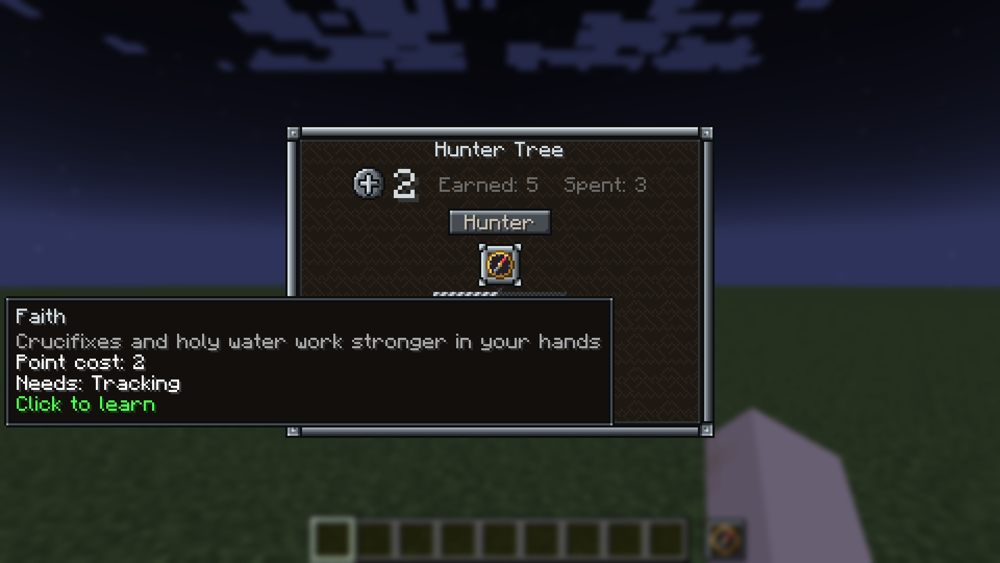 Hunter Tree
2 Earned: 5 Spent: 3
Hunter
Faith
Crucifixes and holy water work stronger in your hands
Point cost: 2
Needs: Tracking
Click to learn